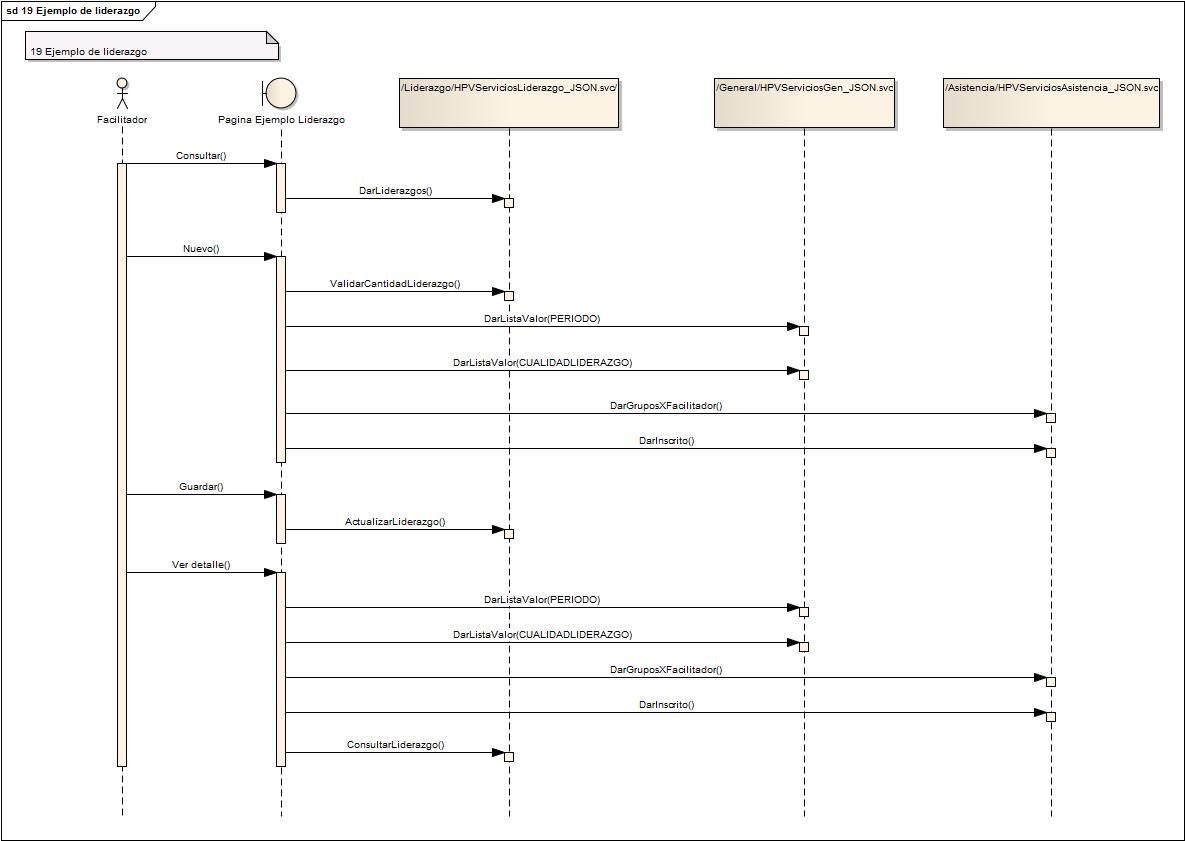 sd 19 Ejemplo de liderazgo
19 Ejemplo de liderazgo
/Liderazgo/HPVServiciosLiderazgo_JSON.svc/
/General/HPVServiciosGen_JSON.svc
/Asistencia/HPVServiciosAsistencia_JSON.svc
Facilitador
Pagina Ejemplo Liderazgo
Consultar()
DarLiderazgos()
Nuevo()
ValidarCantidadLiderazgo()
DarListaValor(PERIODO)
DarListaValor(CUALIDADLIDERAZGO)
DarGruposXFacilitador()
DarInscrito()
Guardar()
ActualizarLiderazgo()
Ver detalle()
DarListaValor(PERIODO)
DarListaValor(CUALIDADLIDERAZGO)
DarGruposXFacilitador()
DarInscrito()
ConsultarLiderazgo()